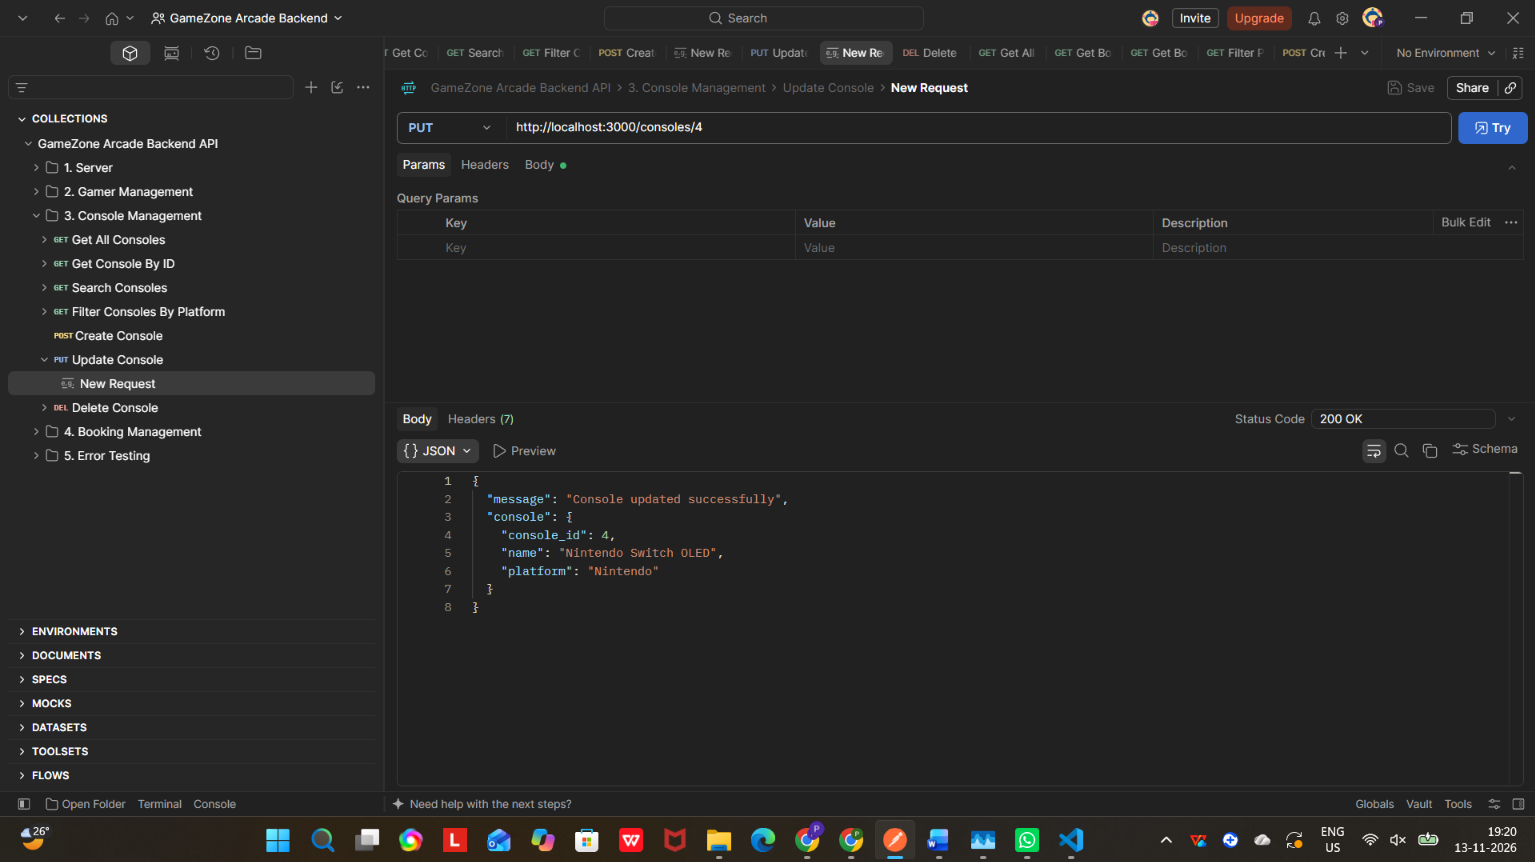 GameZone Arcade Backend
Search
Invite
Upgrade
Get Co
GET Search
GET Filter C
POST Creat
New Re
PUT Updat
New Re
DEL Delete
GET Get Al
GET Get Bo
GET Get Bo
GET Filter
POST Cr
No Environment
GameZone Arcade Backend API > 3. Console Management > Update Console > New Request
Save
Share
PUT
http://localhost:3000/consoles/4
Try
COLLECTIONS
GameZone Arcade Backend API
1. Server
2. Gamer Management
3. Console Management
GET Get All Consoles
GET Get Console By ID
GET Search Consoles
GET Filter Consoles By Platform
POST Create Console
PUT Update Console
e.g. New Request
DEL Delete Console
4. Booking Management
5. Error Testing
ENVIRONMENTS
DOCUMENTS
SPECS
MOCKS
DATASETS
TOOLSETS
FLOWS
HTTP
Params Headers Body
Query Params
Key Value Description Bulk Edit
Key Value Description
Body Headers (7)
Status Code 200 OK
{ } JSON
Preview
Schema
1 {
2 "message": "Console updated successfully",
3 "console": {
4 "console_id": 4,
5 "name": "Nintendo Switch OLED",
6 "platform": "Nintendo"
7 }
8 }
Open Folder Terminal Console
Need help with the next steps?
Globals Vault Tools
26°
ENG
US
19:20
13-11-2026